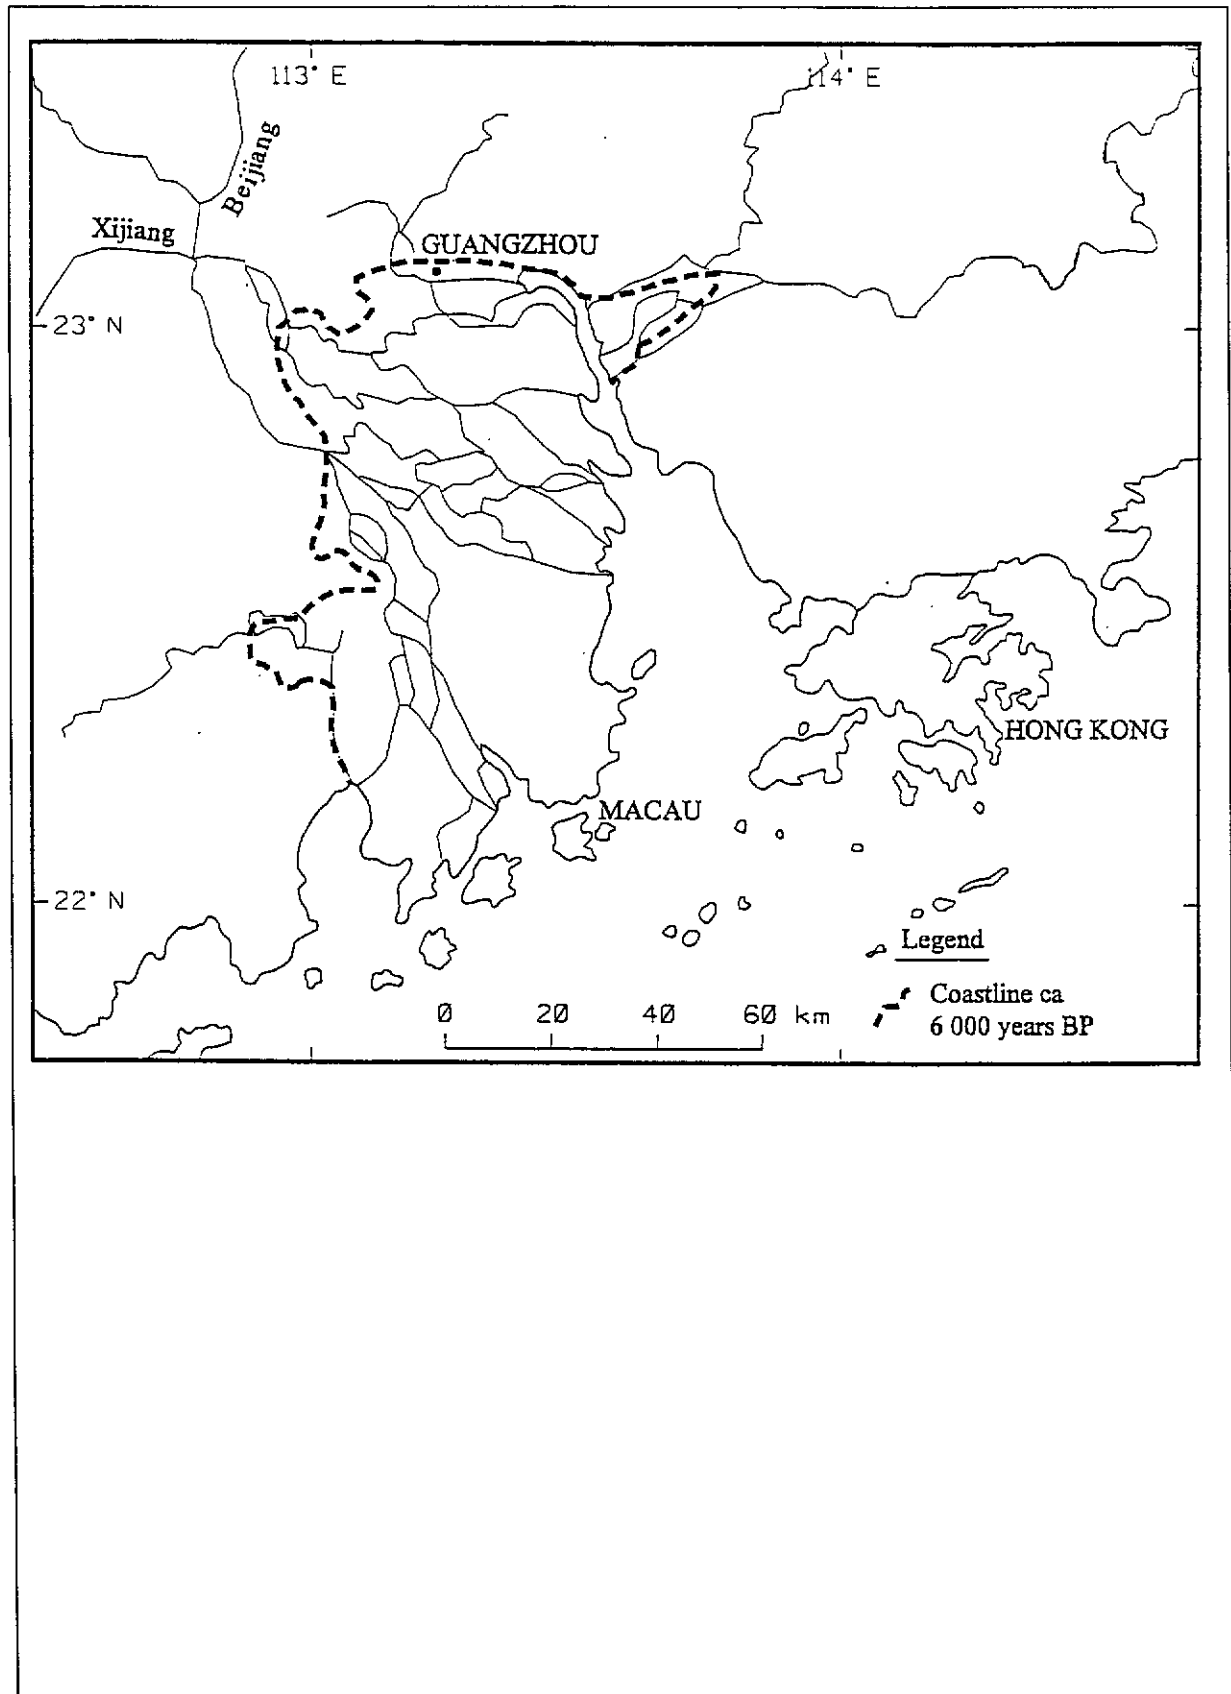 113° E
114° E
Beijiang
Xijiang
GUANGZHOU
23° N
HONG KONG
MACAU
22° N
Legend
Coastline ca
6 000 years BP
0 20 40 60 km